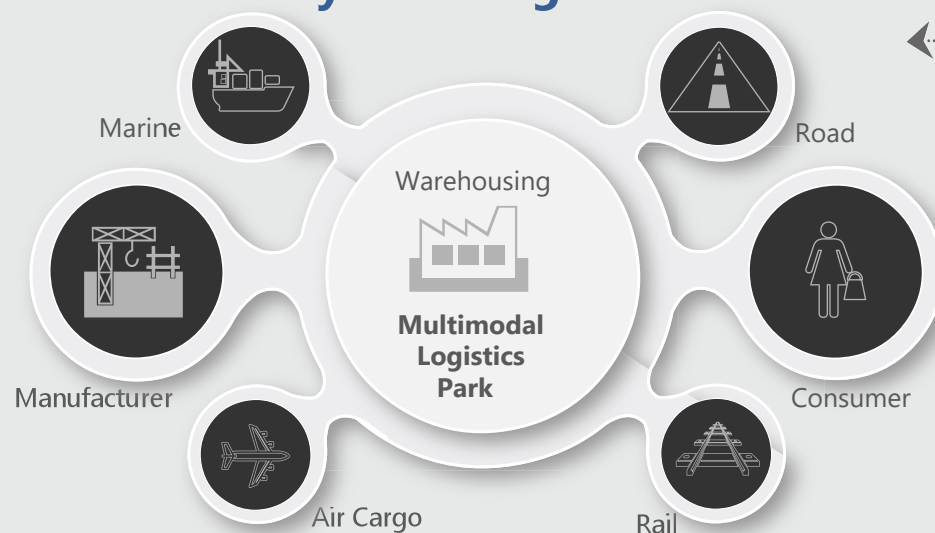 Marine
Road
Warehousing
Multimodal
Logistics
Park
Manufacturer
Consumer
Air Cargo
Rail